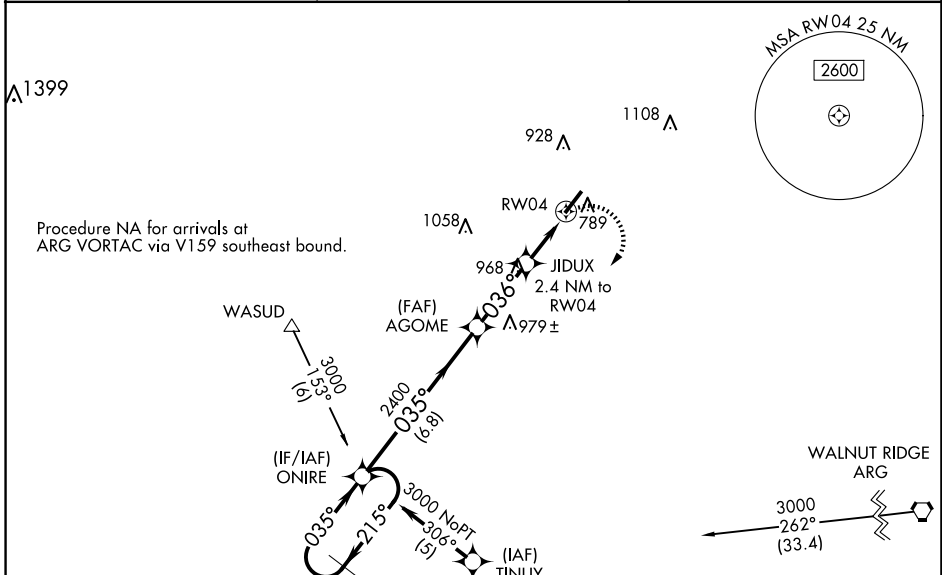 MSA RW04 25 NM
2600
1399
1108
928
RW04
789
1058
Procedure NA for arrivals at
ARG VORTAC via V159 southeast bound.
968
JIDUX
2.4 NM to
RW04
036°
(FAF)
AGOME
979±
WASUD
3000
153°
(6)
2400
035°
(6.8)
(IF/IAF)
ONIRE
WALNUT RIDGE
ARG
3000 NoPT
306°
(5)
035°
215°
3000
262°
(33.4)
(IAF)